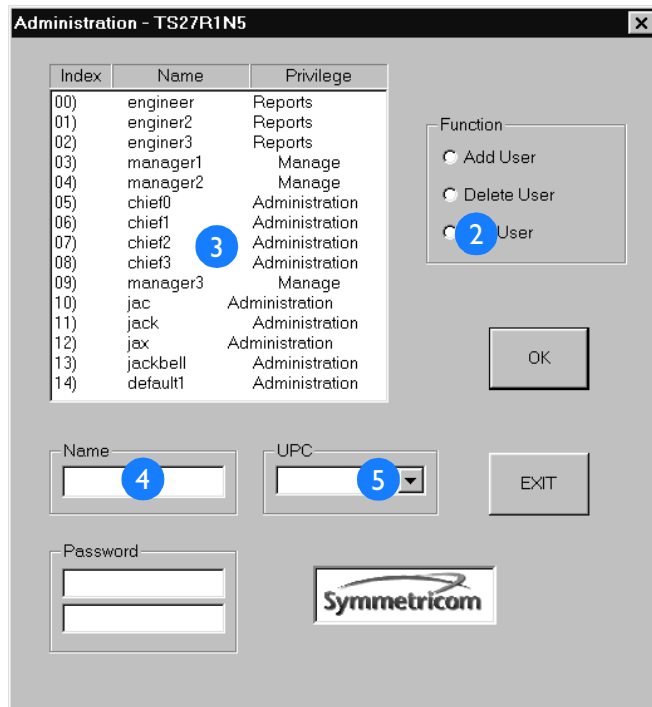 Administration - TS27R1N5
Index Name Privilege
00) engineer Reports
01) enginer2 Reports
02) enginer3 Reports
03) manager1 Manage
04) manager2 Manage
05) chief0 Administration
06) chief1 Administration
07) chief2 Administration
08) chief3 Administration
09) manager3 Manage
10) jac Administration
11) jack Administration
12) jax Administration
13) jackbell Administration
14) default1 Administration
3
Function
Add User
Delete User
2 User
OK
Name
4
UPC
5
EXIT
Password
Symmetricom